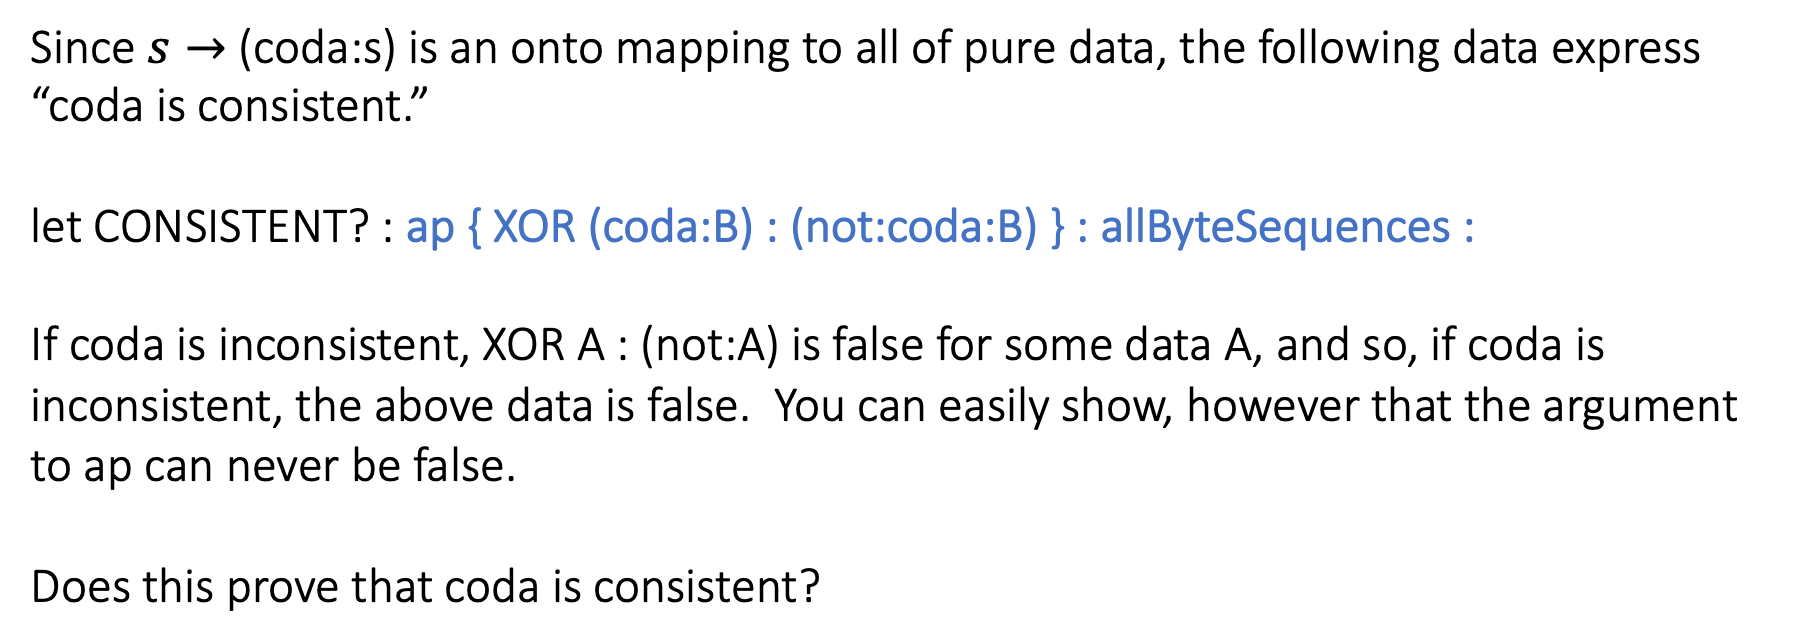 Since s → (coda:s) is an onto mapping to all of pure data, the following data express
“coda is consistent.”
let CONSISTENT? : ap { XOR (coda:B) : (not:coda:B) } : allByteSequences :
If coda is inconsistent, XOR A : (not:A) is false for some data A, and so, if coda is
inconsistent, the above data is false.  You can easily show, however that the argument
to ap can never be false.
Does this prove that coda is consistent?